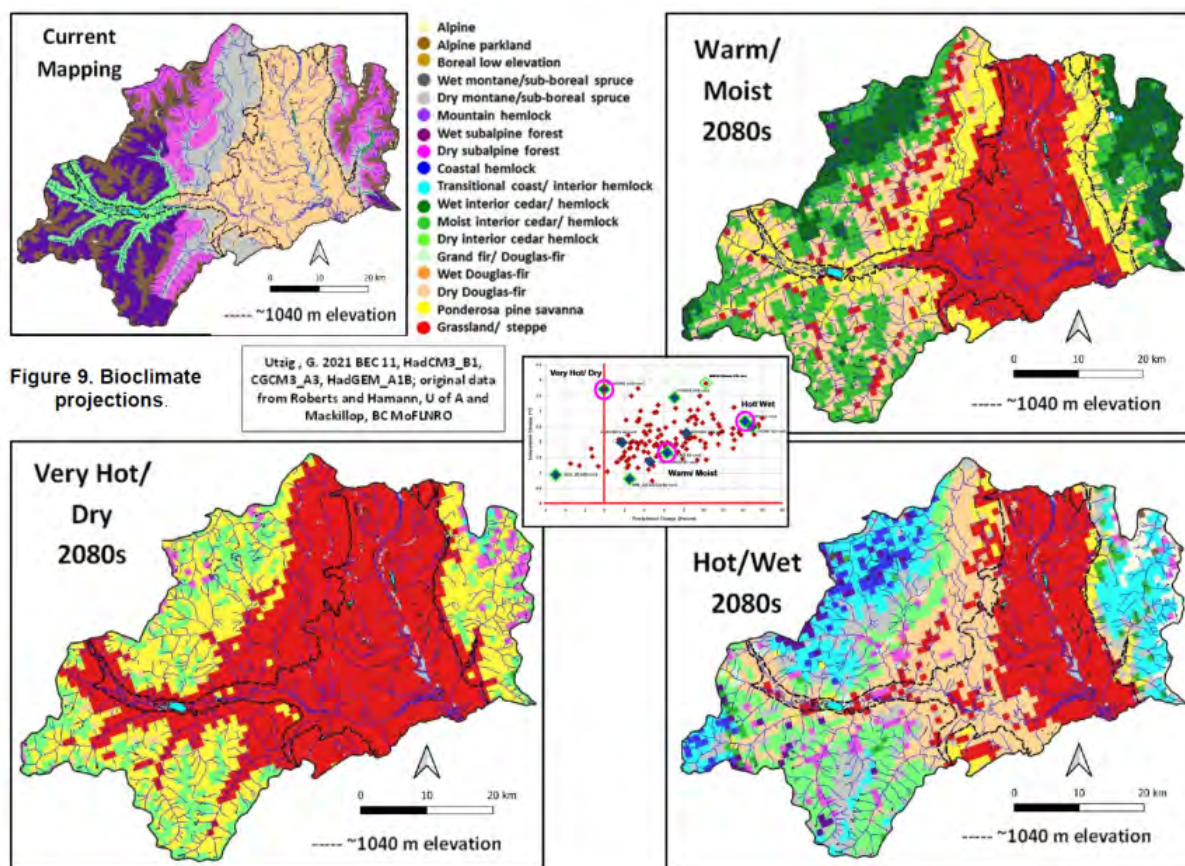 Current
Mapping
Alpine
Alpine parkland
Boreal low elevation
Wet montane/sub-boreal spruce
Dry montane/sub-boreal spruce
Mountain hemlock
Wet subalpine forest
Dry subalpine forest
Coastal hemlock
Transitional coast/ interior hemlock
Wet interior cedar/ hemlock
Moist interior cedar/ hemlock
Dry interior cedar hemlock
Grand fir/ Douglas-fir
Wet Douglas-fir
Dry Douglas-fir
Ponderosa pine savanna
Grassland/ steppe
0 10 20 km
~1040 m elevation
Warm/
Moist
2080s
0 10 20 km
~1040 m elevation
Figure 9. Bioclimate
projections.
Utzig , G. 2021 BEC 11, HadCM3_B1,
CGCM3_A3, HadGEM_A1B; original data
from Roberts and Hamann, U of A and
Mackillop, BC MoFLNRO
Very Hot/ Dry
Hot/ Wet
Warm/ Moist
Precipitation Change (Percent)
Very Hot/
Dry
2080s
0 10 20 km
~1040 m elevation
Hot/Wet
2080s
0 10 20 km
~1040 m elevation